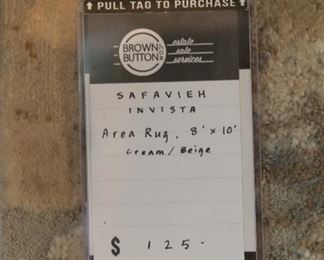 ↑ PULL TAG TO PURCHASE ↑
BROWN
BUTTON
estate
sale
services
SAFAVIEH
INVISTA
Area Rug, 8' x 10'
Cream/Beige
$ 125-